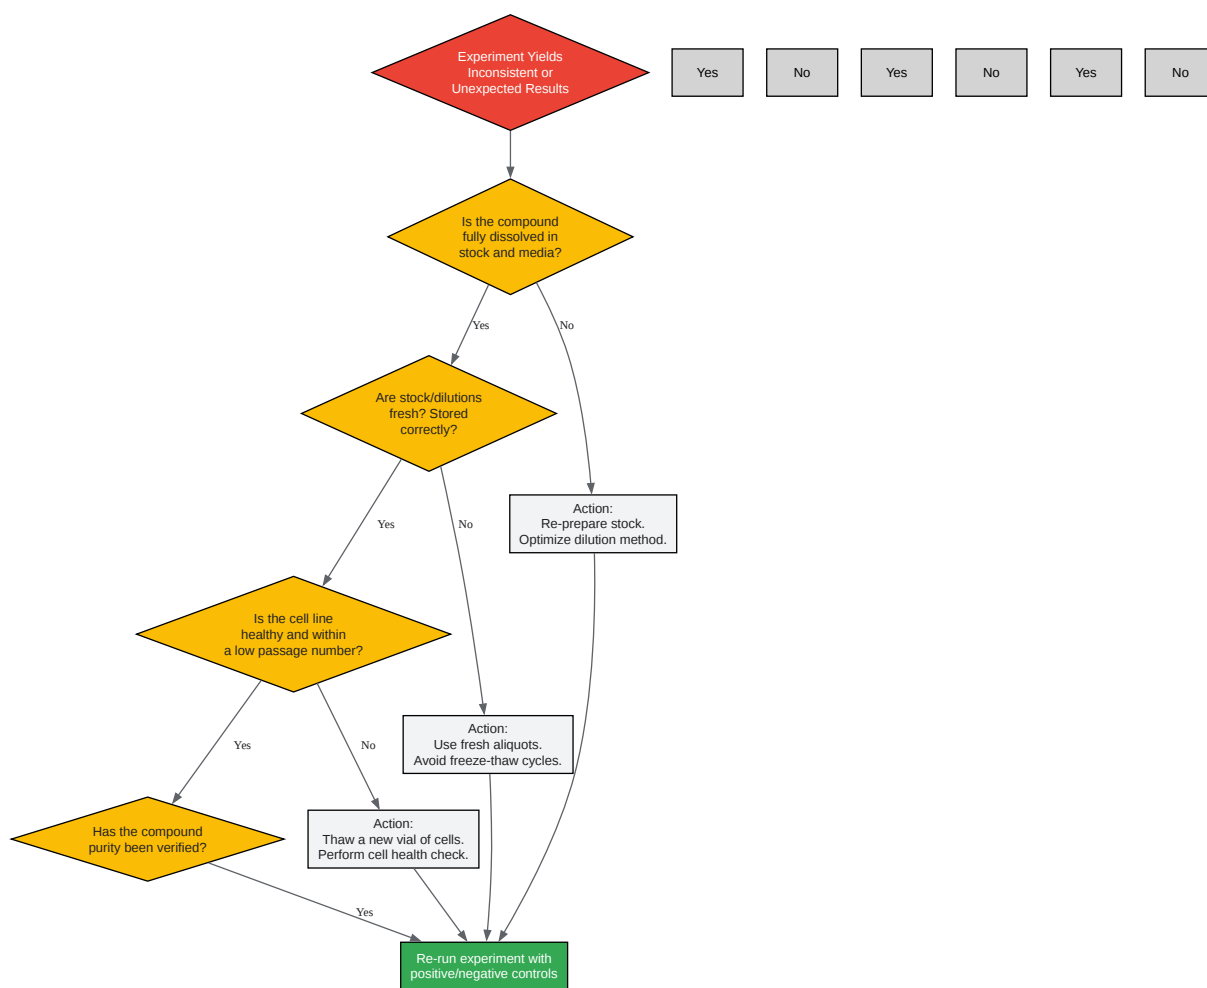 Experiment Yields
Inconsistent or
Unexpected Results
Yes
No
Yes
No
Yes
No
Is the compound
fully dissolved in
stock and media?
Yes
No
Are stock/dilutions
fresh? Stored
correctly?
Yes
No
Action:
Re-prepare stock.
Optimize dilution method.
Is the cell line
healthy and within
a low passage number?
Yes
No
Action:
Use fresh aliquots.
Avoid freeze-thaw cycles.
Has the compound
purity been verified?
Action:
Thaw a new vial of cells.
Perform cell health check.
Yes
Re-run experiment with
positive/negative controls